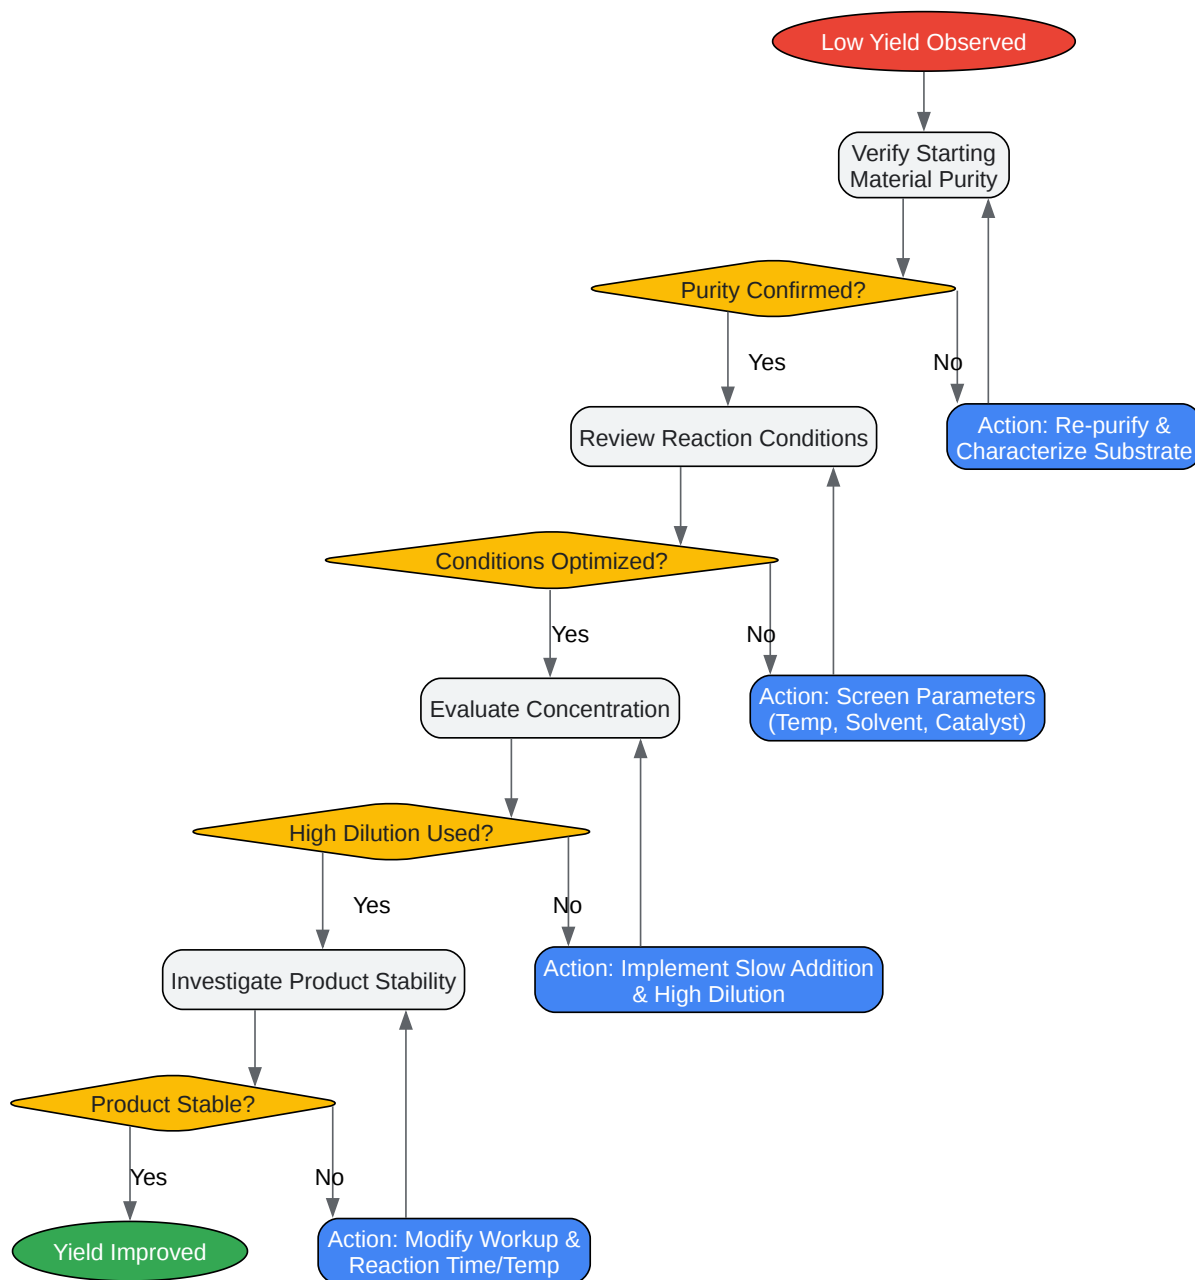 Low Yield Observed
Verify Starting
Material Purity
Purity Confirmed?
Yes
No
Review Reaction Conditions
Action: Re-purify &
Characterize Substrate
Conditions Optimized?
Yes
No
Evaluate Concentration
Action: Screen Parameters
(Temp, Solvent, Catalyst)
High Dilution Used?
Yes
No
Investigate Product Stability
Action: Implement Slow Addition
& High Dilution
Product Stable?
Yes
No
Yield Improved
Action: Modify Workup &
Reaction Time/Temp